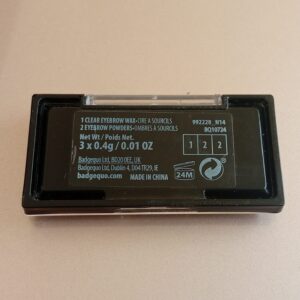 1 CLEAR EYEBROW WAX•CIRE A SOURCILS
2 EYEBROW POWDERS•OMBRES A SOURCILS
Net Wt / Poids Net.
3 x 0.4g / 0.01 OZ
Badgequo Ltd, BD20 0EE, UK
Badgequo Ltd, Dublin 4, D04 TR29, IE
badgequo.com MADE IN CHINA
992228_W14
BQ10724
1 2 2
24M